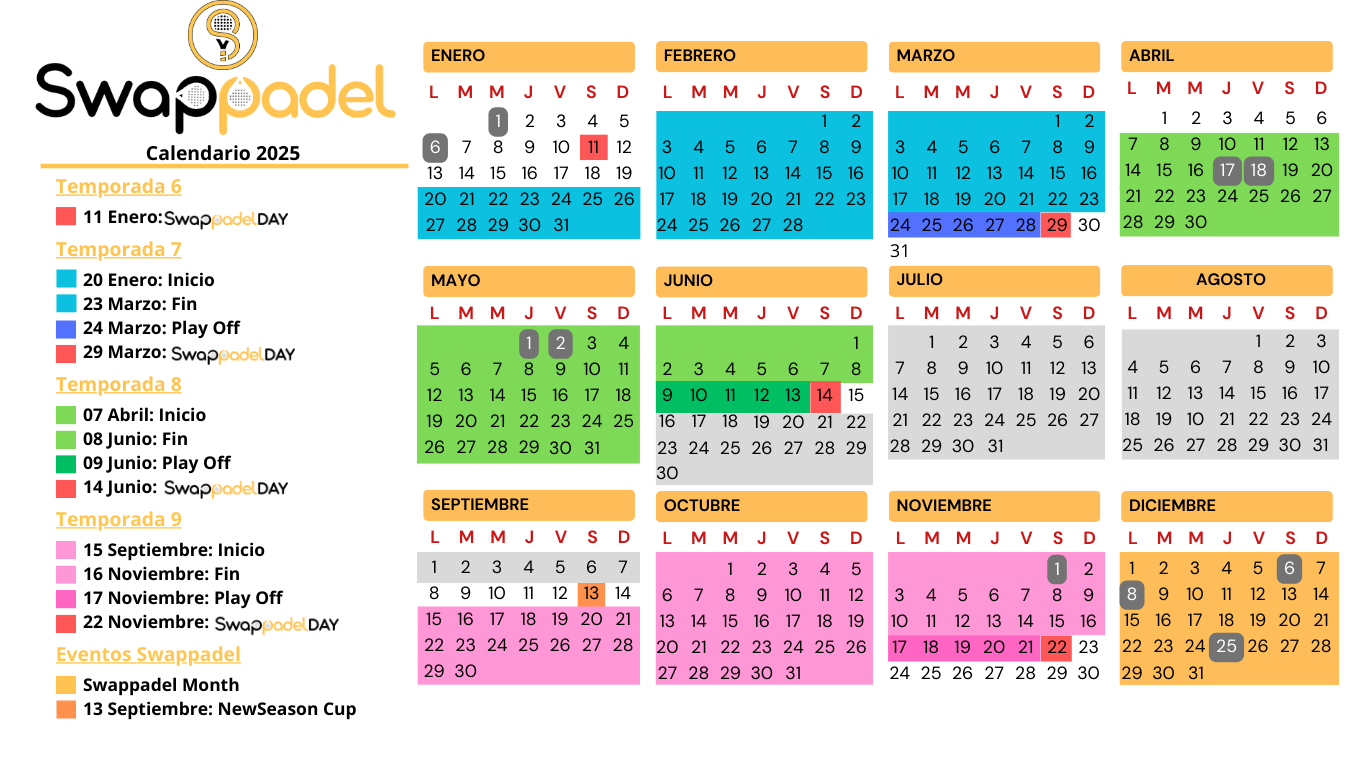 Swappadel
Calendario 2025
Temporada 6
11 Enero: SwappadelDAY
Temporada 7
20 Enero: Inicio
23 Marzo: Fin
24 Marzo: Play Off
29 Marzo: SwappadelDAY
Temporada 8
07 Abril: Inicio
08 Junio: Fin
09 Junio: Play Off
14 Junio: SwappadelDAY
Temporada 9
15 Septiembre: Inicio
16 Noviembre: Fin
17 Noviembre: Play Off
22 Noviembre: SwappadelDAY
Eventos Swappadel
Swappadel Month
13 Septiembre: NewSeason Cup
ENERO
L M M J V S D
1 2 3 4 5
6 7 8 9 10 11 12
13 14 15 16 17 18 19
20 21 22 23 24 25 26
27 28 29 30 31
FEBRERO
L M M J V S D
1 2
3 4 5 6 7 8 9
10 11 12 13 14 15 16
17 18 19 20 21 22 23
24 25 26 27 28
MARZO
L M M J V S D
1 2
3 4 5 6 7 8 9
10 11 12 13 14 15 16
17 18 19 20 21 22 23
24 25 26 27 28 29 30
31
ABRIL
L M M J V S D
1 2 3 4 5 6
7 8 9 10 11 12 13
14 15 16 17 18 19 20
21 22 23 24 25 26 27
28 29 30
MAYO
L M M J V S D
1 2 3 4
5 6 7 8 9 10 11
12 13 14 15 16 17 18
19 20 21 22 23 24 25
26 27 28 29 30 31
JUNIO
L M M J V S D
1
2 3 4 5 6 7 8
9 10 11 12 13 14 15
16 17 18 19 20 21 22
23 24 25 26 27 28 29
30
JULIO
L M M J V S D
1 2 3 4 5 6
7 8 9 10 11 12 13
14 15 16 17 18 19 20
21 22 23 24 25 26 27
28 29 30 31
AGOSTO
L M M J V S D
1 2 3
4 5 6 7 8 9 10
11 12 13 14 15 16 17
18 19 10 21 22 23 24
25 26 27 28 29 30 31
SEPTIEMBRE
L M M J V S D
1 2 3 4 5 6 7
8 9 10 11 12 13 14
15 16 17 18 19 20 21
22 23 24 25 26 27 28
29 30
OCTUBRE
L M M J V S D
1 2 3 4 5
6 7 8 9 10 11 12
13 14 15 16 17 18 19
20 21 22 23 24 25 26
27 28 29 30 31
NOVIEMBRE
L M M J V S D
1 2
3 4 5 6 7 8 9
10 11 12 13 14 15 16
17 18 19 20 21 22 23
24 25 26 27 28 29 30
DICIEMBRE
L M M J V S D
1 2 3 4 5 6 7
8 9 10 11 12 13 14
15 16 17 18 19 20 21
22 23 24 25 26 27 28
29 30 31